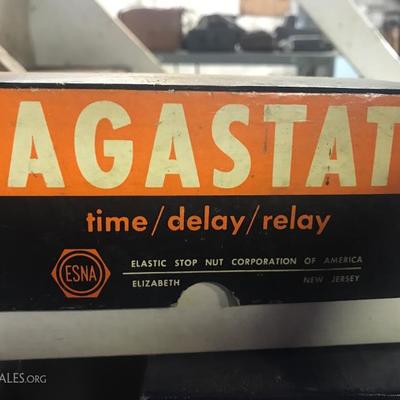 AGASTAT
time/delay/relay
ESNA
ELASTIC STOP NUT CORPORATION OF AMERICA
ELIZABETH NEW JERSEY
ALES.ORG